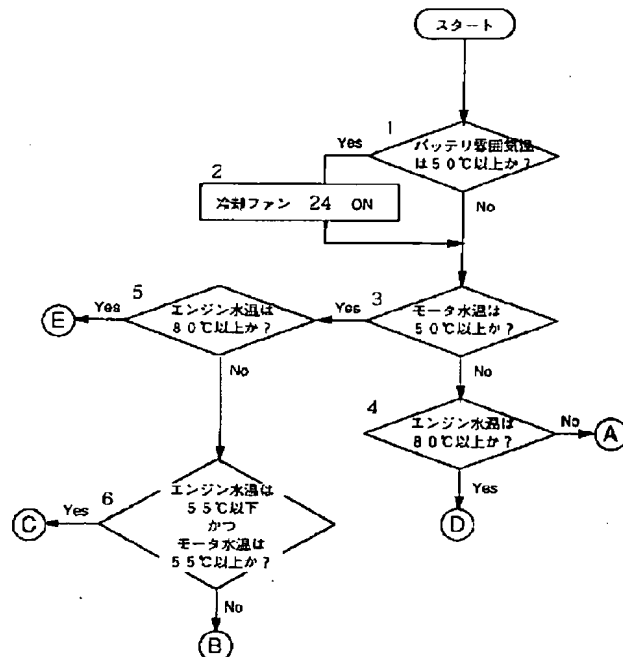 スタート
1
バッテリ雰囲気温
は50℃以上か?
Yes
2
冷却ファン 24 ON
No
3
モータ水温は
50℃以上か?
Yes
5
エンジン水温は
80℃以上か?
Yes
E
No
No
4
エンジン水温は
80℃以上か?
No
A
Yes
D
6
エンジン水温は
55℃以下
かつ
モータ水温は
55℃以上か?
Yes
C
No
B